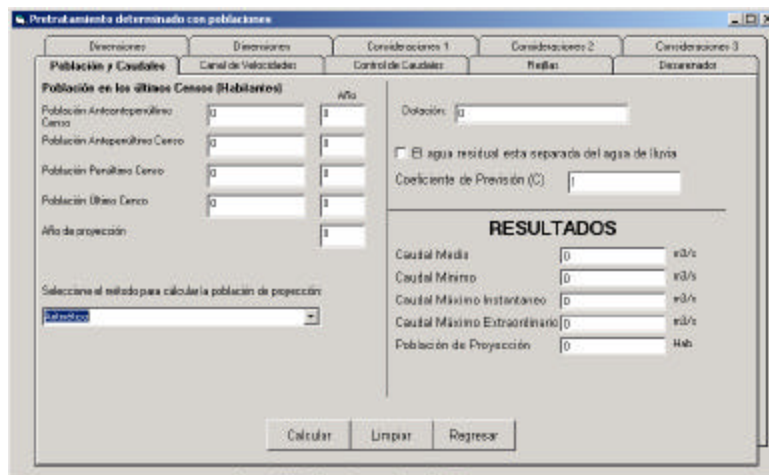 Pretratamiento determinado con poblaciones
Dimensiones Dimensiones Consideraciones 1 Consideraciones 2 Consideraciones 3
Población y Caudales Canal de Velocidades Control de Caudales Rejillas Desarenador
Población en los últimos Censos (Habitantes)
Año
Población Anteantepenúltimo Censo
0 0
Población Antepenúltimo Censo
0 0
Población Penúltimo Censo
0 0
Población Último Censo
0 0
Año de proyección
0
Seleccione el método para calcular la población de proyección:
Aritmético
Dotación: 0
El agua residual esta separada del agua de lluvia
Coeficiente de Previsión (C) 1
RESULTADOS
Caudal Medio 0 m3/s
Caudal Mínimo 0 m3/s
Caudal Máximo Instantaneo 0 m3/s
Caudal Máximo Extraordinario 0 m3/s
Población de Proyección 0 Hab
Calcular Limpiar Regresar